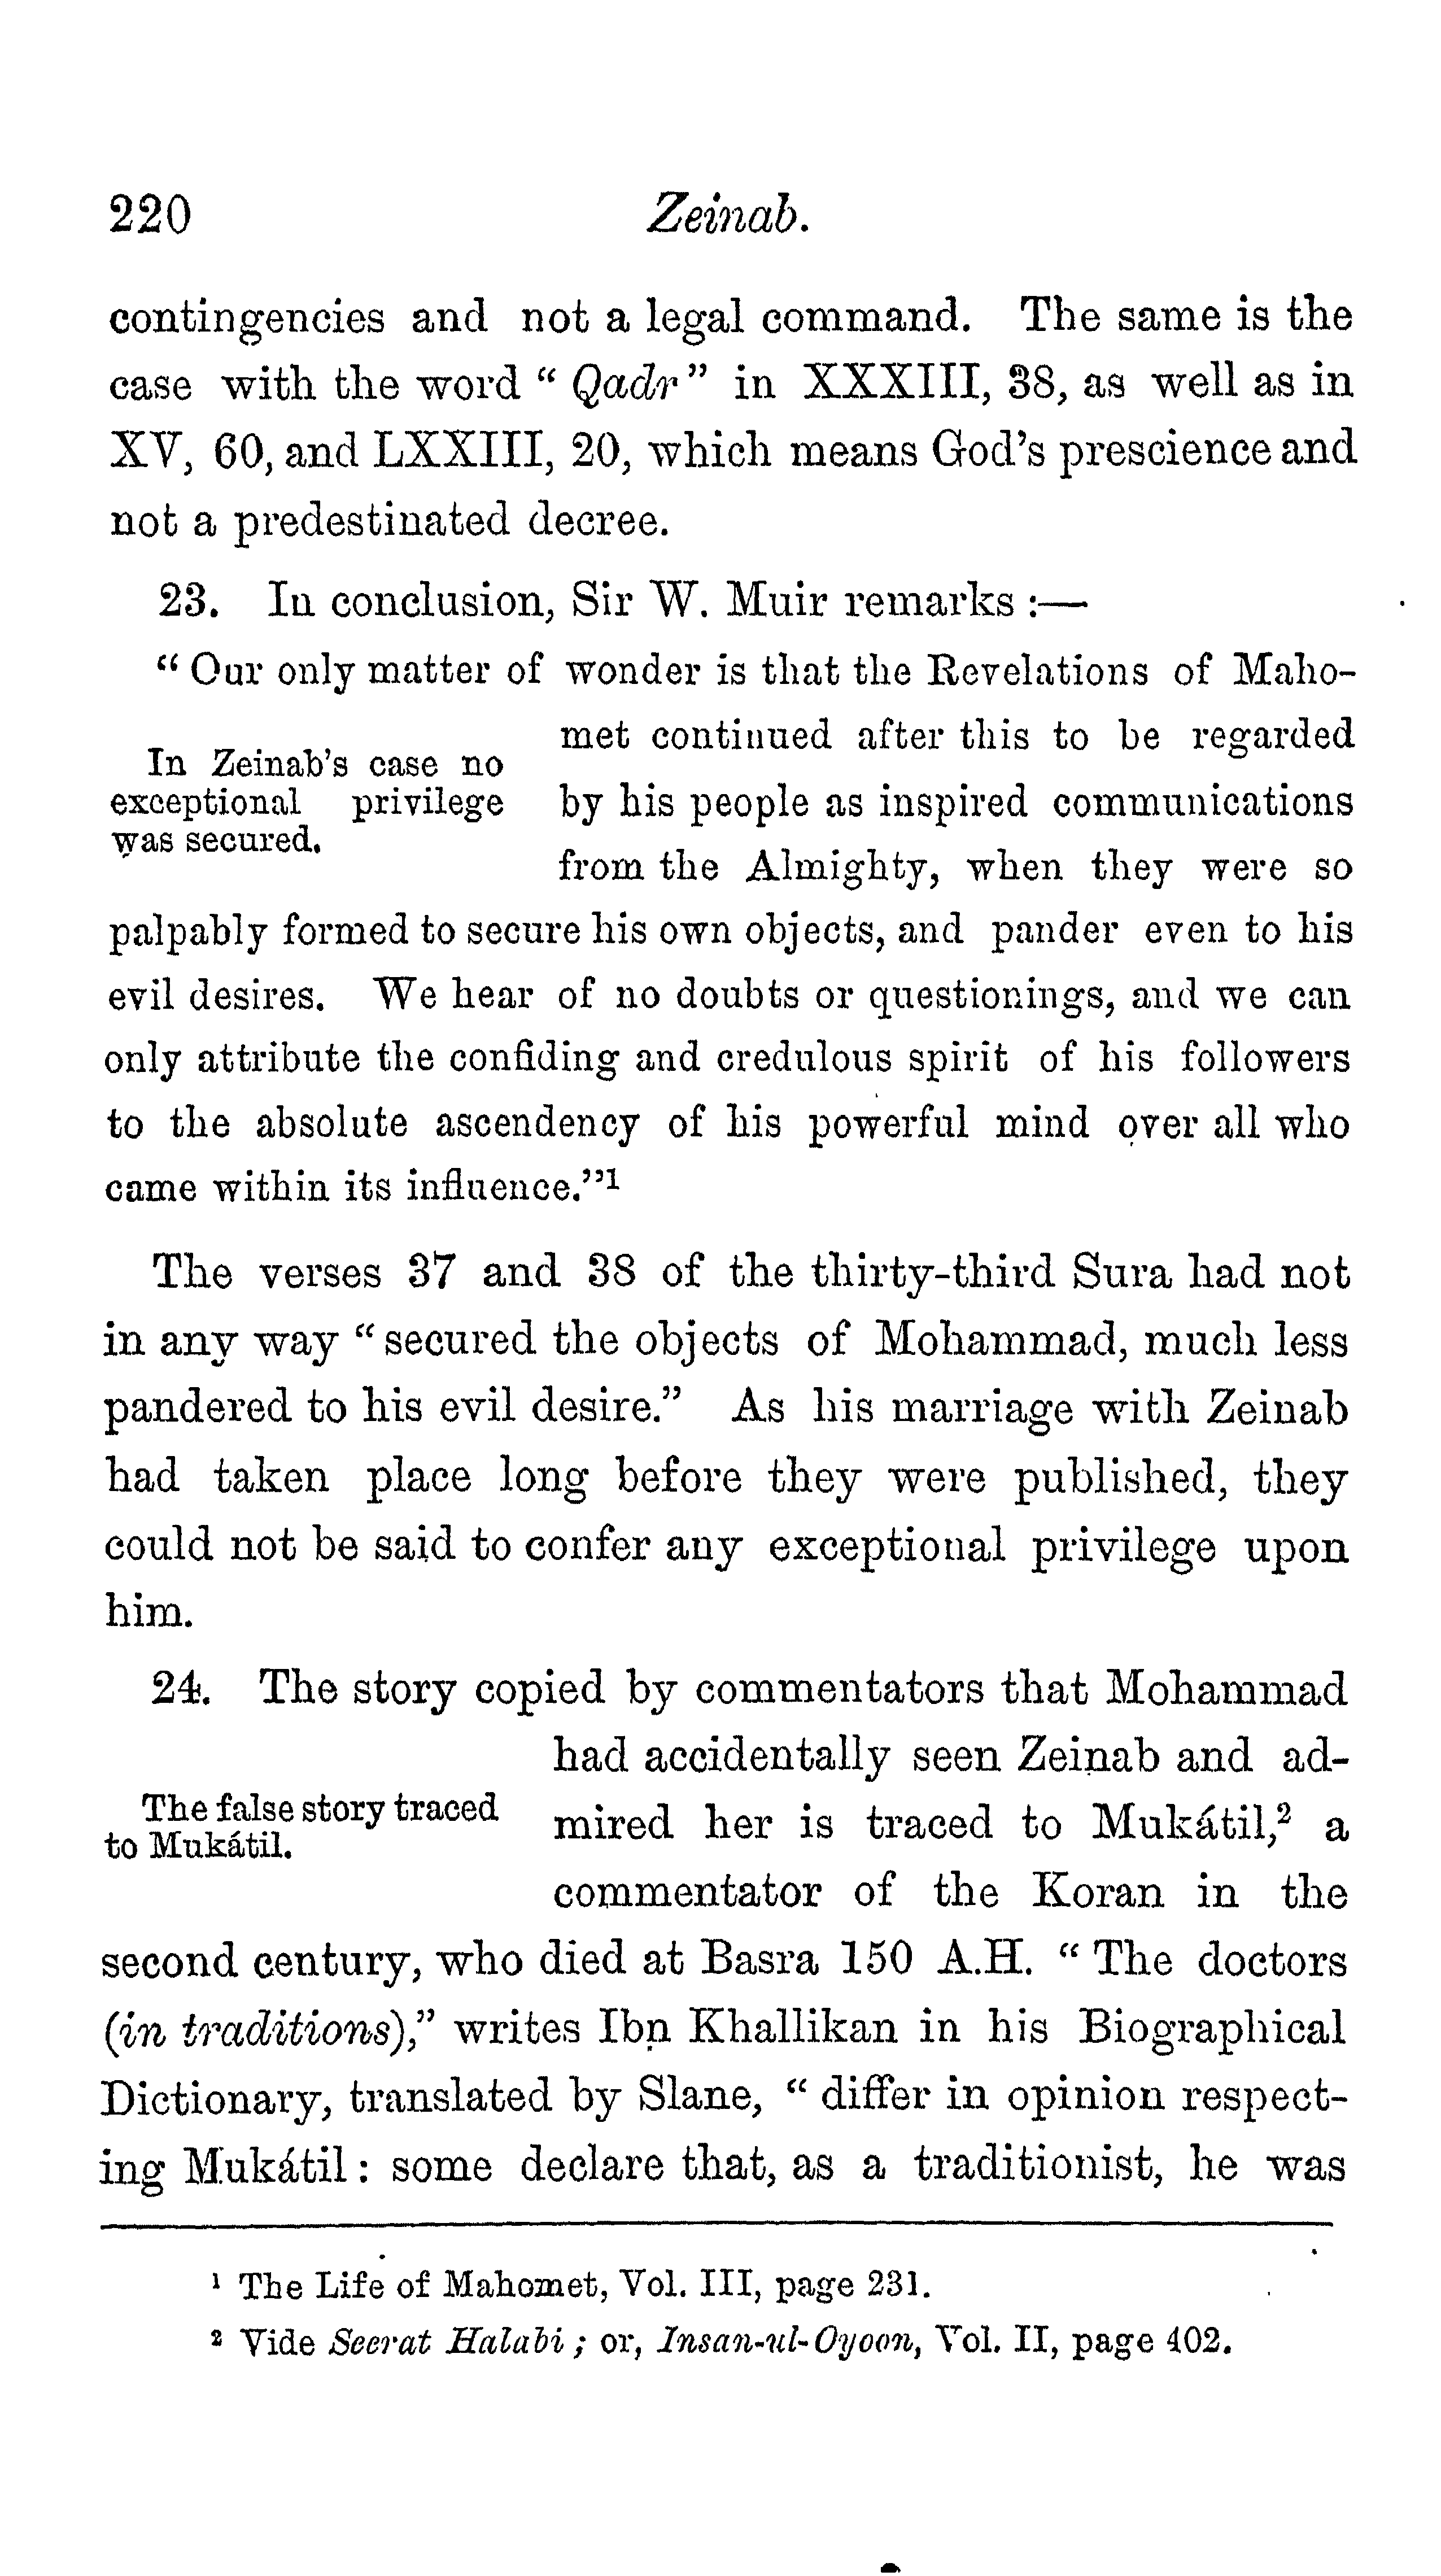 220 Zeinab.
contingencies and not a legal command. The same is the
case with the word “ Qadr ” in XXXIII, 38, as well as in
XV, 60, and LXXIII, 20, which means God’s prescience and
not a predestinated decree.
23. In conclusion, Sir W. Muir remarks :—
“ Our only matter of wonder is that the Revelations of Maho-
In Zeinab’s case no
exceptional privilege
was secured.
met continued after this to be regarded
by his people as inspired communications
from the Almighty, when they were so
palpably formed to secure his own objects, and pander even to his
evil desires. We hear of no doubts or questionings, and we can
only attribute the confiding and credulous spirit of his followers
to the absolute ascendency of his powerful mind over all who
came within its influence.”¹
The verses 37 and 38 of the thirty-third Sura had not
in any way “ secured the objects of Mohammad, much less
pandered to his evil desire.” As his marriage with Zeinab
had taken place long before they were published, they
could not be said to confer any exceptional privilege upon
him.
24. The story copied by commentators that Mohammad
The false story traced
to Mukátil.
had accidentally seen Zeinab and ad-
mired her is traced to Mukátil,² a
commentator of the Koran in the
second century, who died at Basra 150 A.H. “ The doctors
(in traditions),” writes Ibn Khallikan in his Biographical
Dictionary, translated by Slane, “ differ in opinion respect-
ing Mukátil : some declare that, as a traditionist, he was
¹ The Life of Mahomet, Vol. III, page 231.
² Vide Seerat Halabi ; or, Insan-ul-Oyoon, Vol. II, page 402.